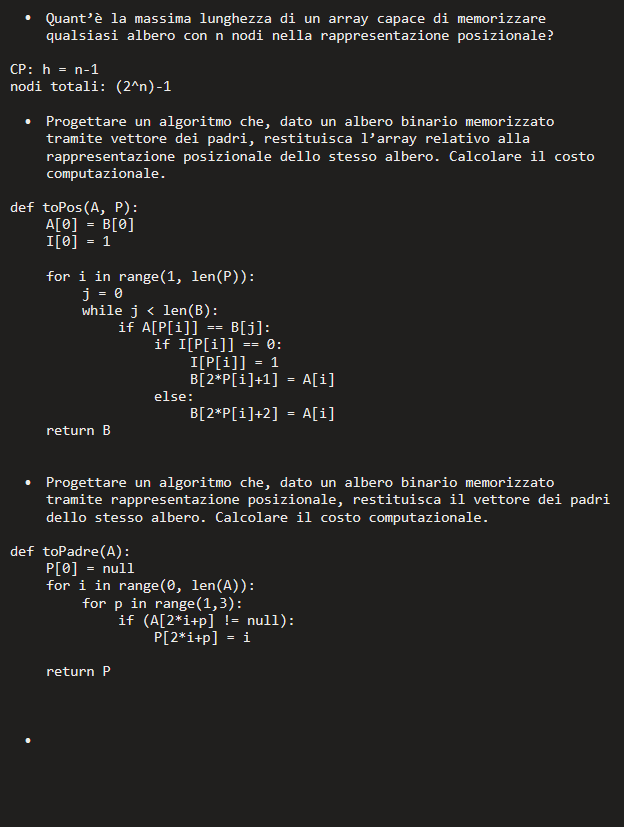 • Quant’è la massima lunghezza di un array capace di memorizzare
qualsiasi albero con n nodi nella rappresentazione posizionale?
CP: h = n-1
nodi totali: (2^n)-1
• Progettare un algoritmo che, dato un albero binario memorizzato
tramite vettore dei padri, restituisca l’array relativo alla
rappresentazione posizionale dello stesso albero. Calcolare il costo
computazionale.
def toPos(A, P):
    A[0] = B[0]
    I[0] = 1
    for i in range(1, len(P)):
        j = 0
        while j < len(B):
            if A[P[i]] == B[j]:
                if I[P[i]] == 0:
                    I[P[i]] = 1
                    B[2*P[i]+1] = A[i]
                else:
                    B[2*P[i]+2] = A[i]
    return B
• Progettare un algoritmo che, dato un albero binario memorizzato
tramite rappresentazione posizionale, restituisca il vettore dei padri
dello stesso albero. Calcolare il costo computazionale.
def toPadre(A):
    P[0] = null
    for i in range(0, len(A)):
        for p in range(1,3):
            if (A[2*i+p] != null):
                P[2*i+p] = i
    return P
•